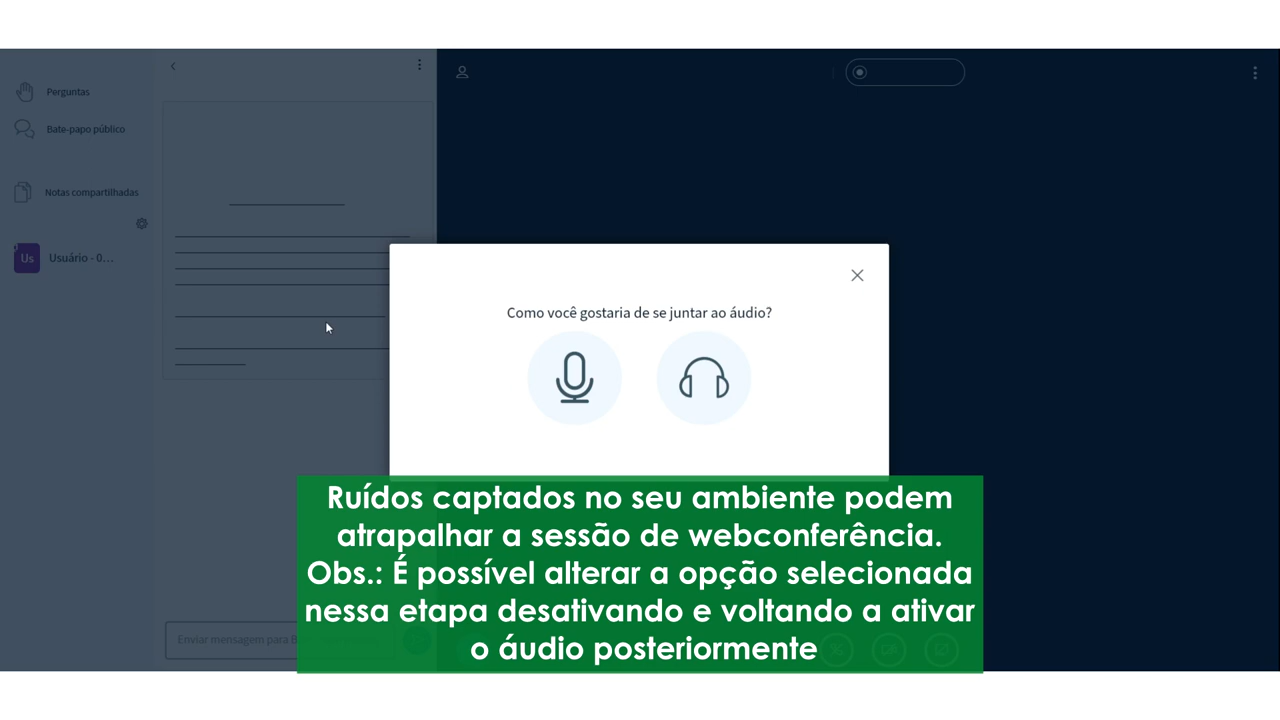 Perguntas
Bate-papo público
Notas compartilhadas
Us
Usuário - 0...
Como você gostaria de se juntar ao áudio?
Ruídos captados no seu ambiente podem
atrapalhar a sessão de webconferência.
Obs.: É possível alterar a opção selecionada
nessa etapa desativando e voltando a ativar
o áudio posteriormente
Enviar mensagem para B